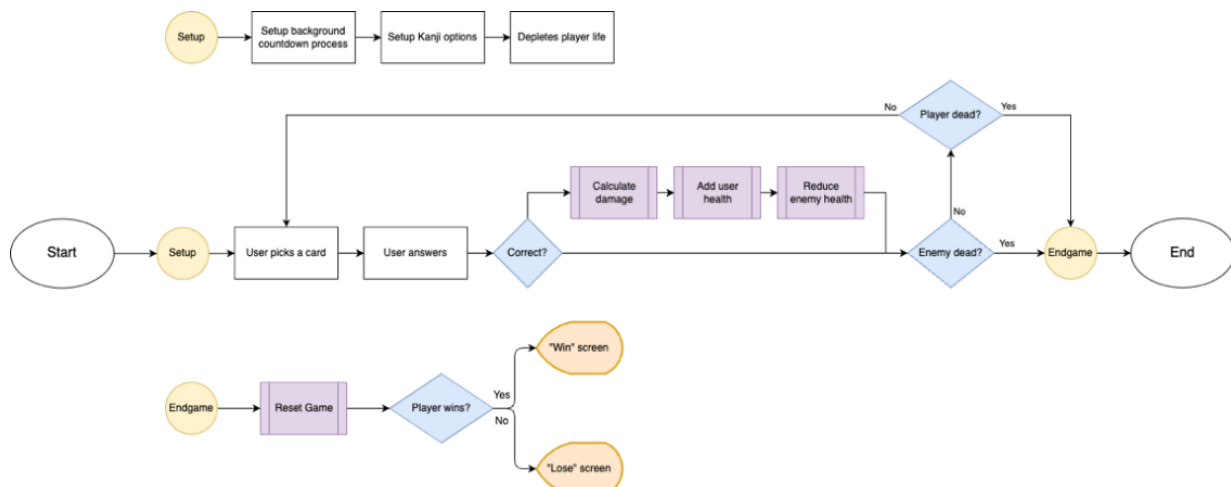 Setup
Setup background
countdown process
Setup Kanji options
Depletes player life
No
Player dead?
Yes
Calculate
damage
Add user
health
Reduce
enemy health
No
Start
Setup
User picks a card
User answers
Correct?
Enemy dead?
Yes
Endgame
End
"Win" screen
Endgame
Reset Game
Player wins?
Yes
No
"Lose" screen